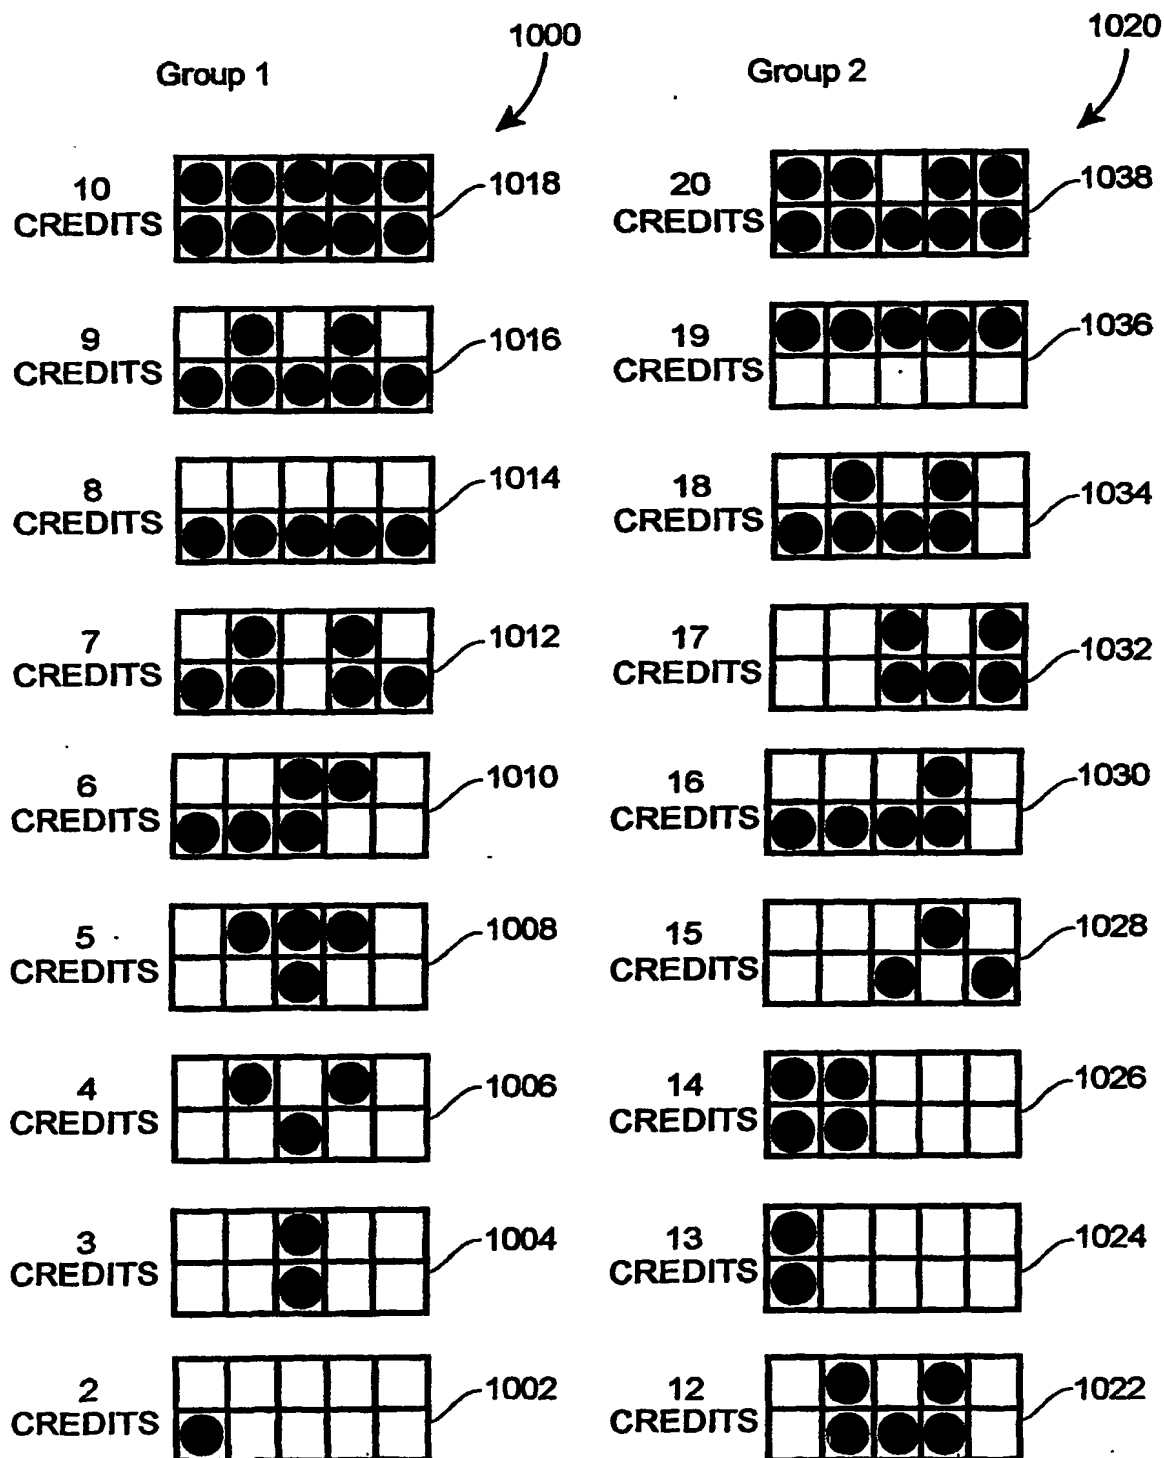 1000
1020
Group 1
Group 2
10
CREDITS
1018
20
CREDITS
1038
9
CREDITS
1016
19
CREDITS
1036
8
CREDITS
1014
18
CREDITS
1034
7
CREDITS
1012
17
CREDITS
1032
6
CREDITS
1010
16
CREDITS
1030
5
CREDITS
1008
15
CREDITS
1028
4
CREDITS
1006
14
CREDITS
1026
3
CREDITS
1004
13
CREDITS
1024
2
CREDITS
1002
12
CREDITS
1022